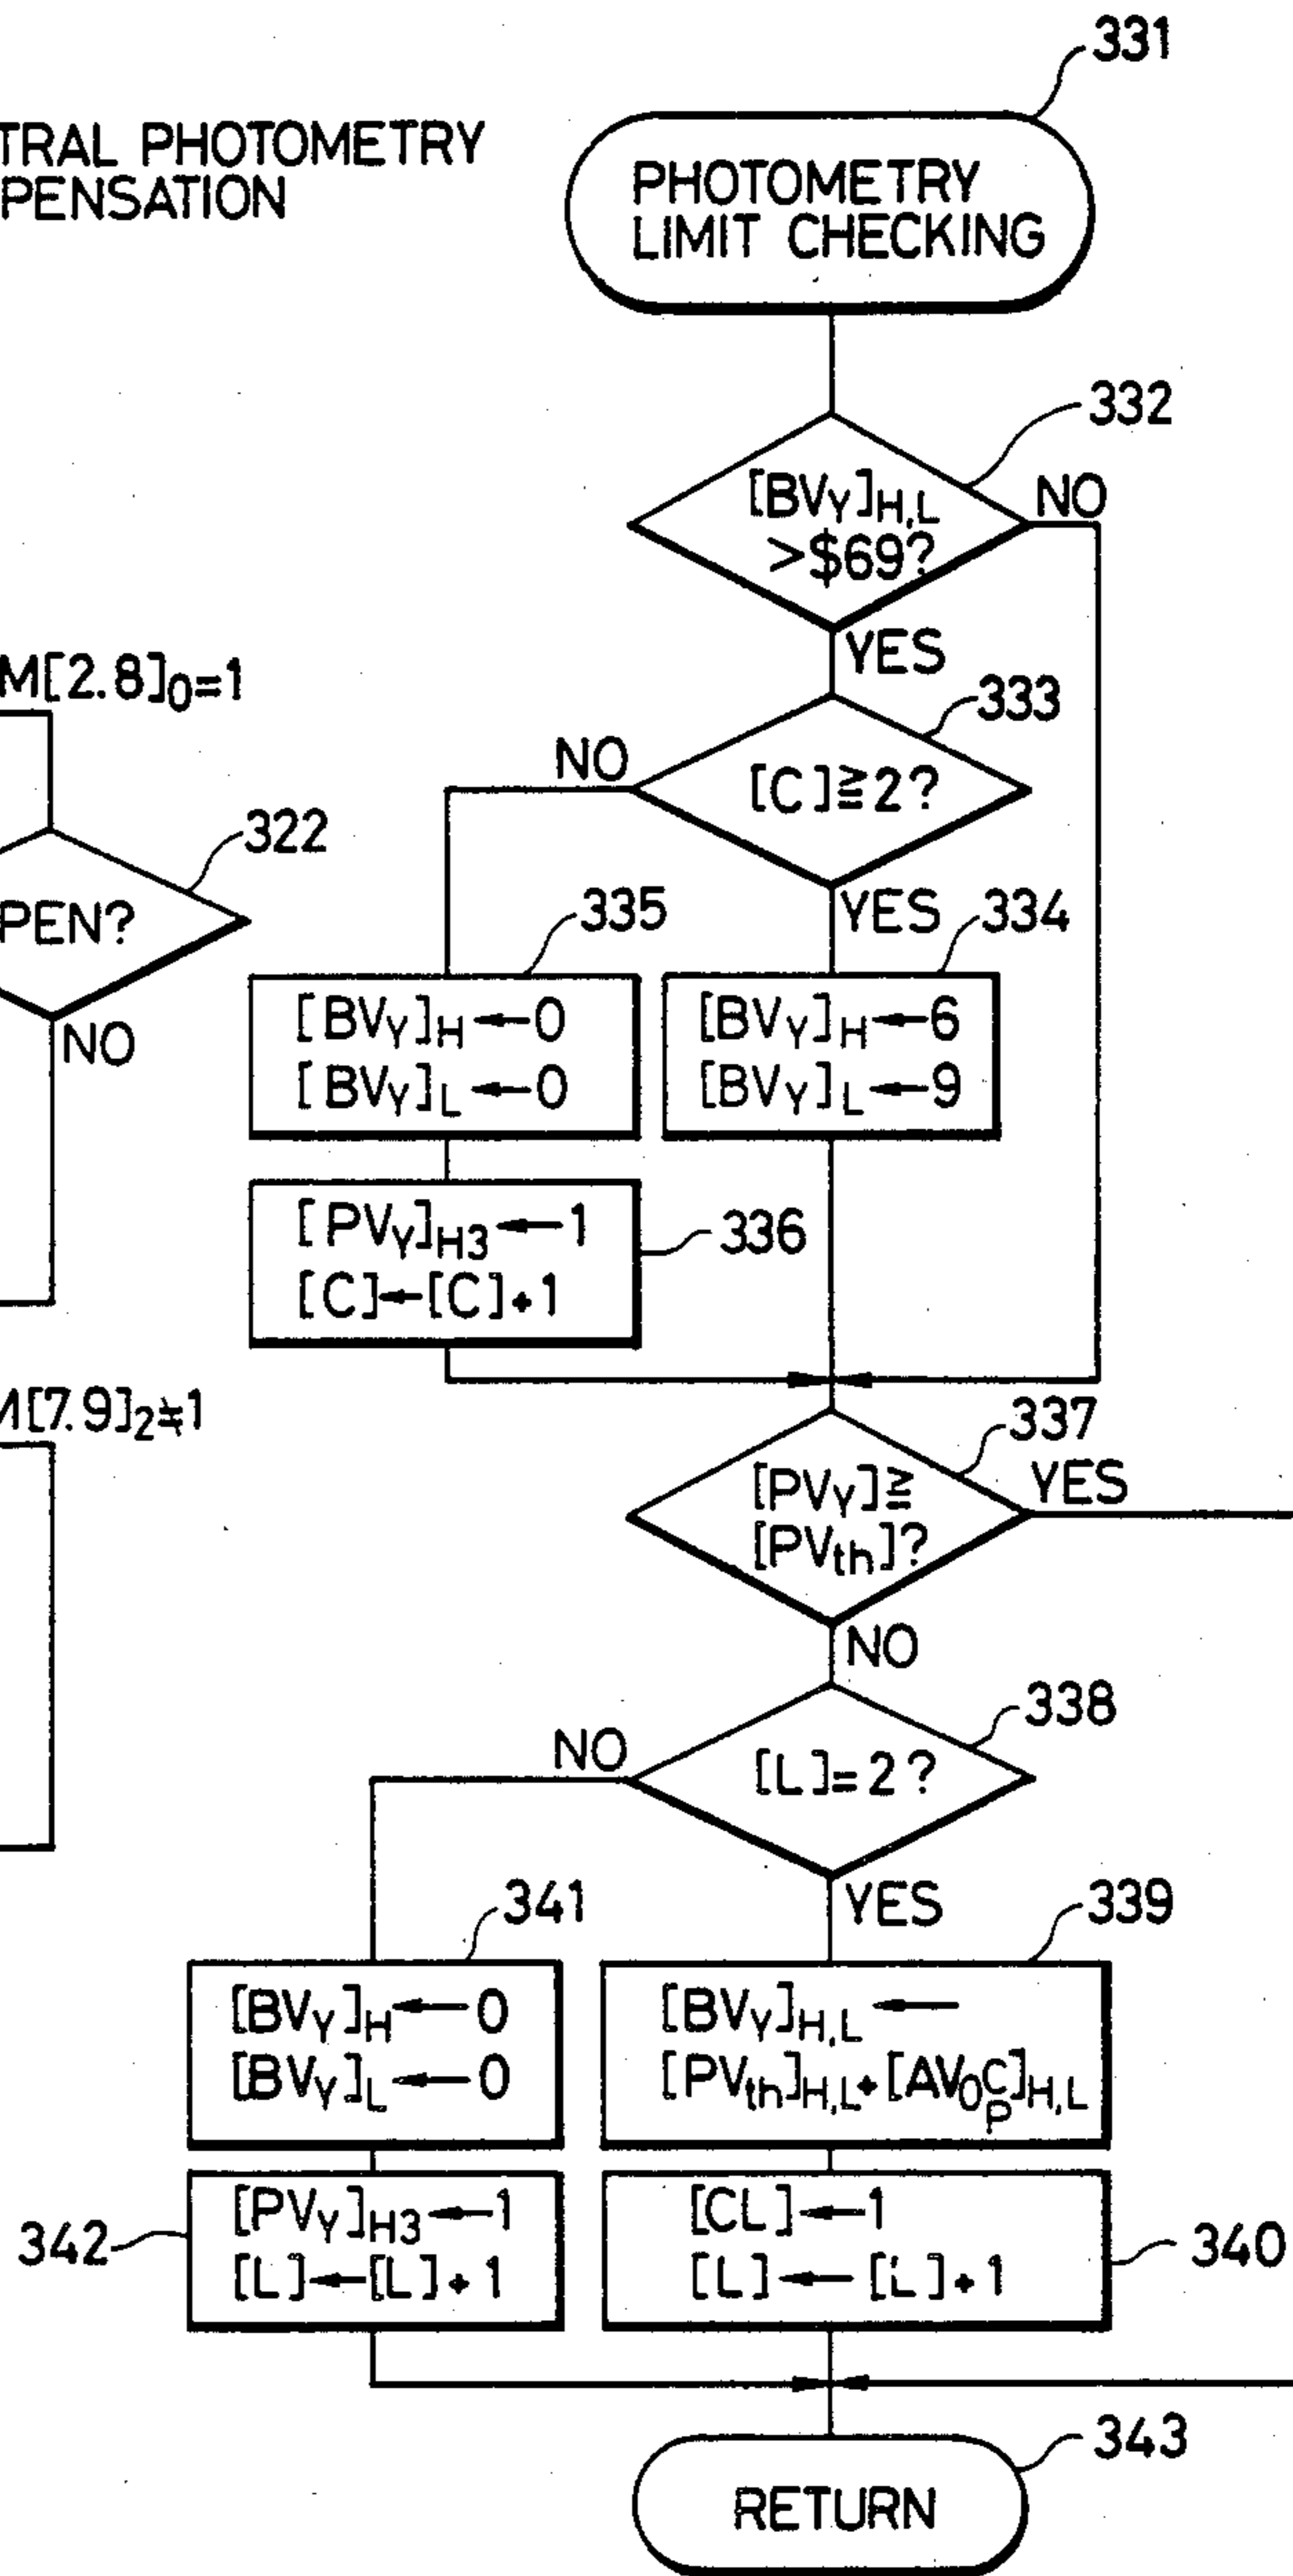 331
TRAL PHOTOMETRY
PENSATION
PHOTOMETRY
LIMIT CHECKING
332
[BVY]H,L
>$69?
NO
YES
M[2.8]0=1
333
NO
[C]≧2?
322
PEN?
NO
YES
335
334
[BVY]H←0
[BVY]L←0
[BVY]H←6
[BVY]L←9
[PVY]H3←1
[C]←[C]+1
336
M[7.9]2≒1
337
[PVY]≧
[PVth]?
YES
NO
338
NO
[L]=2?
YES
341
339
[BVY]H←0
[BVY]L←0
[BVY]H,L←
[PVth]H,L+[AV0CP]H,L
[PVY]H3←1
[L]←[L]+1
342
[CL]←1
[L]←[L]+1
340
343
RETURN